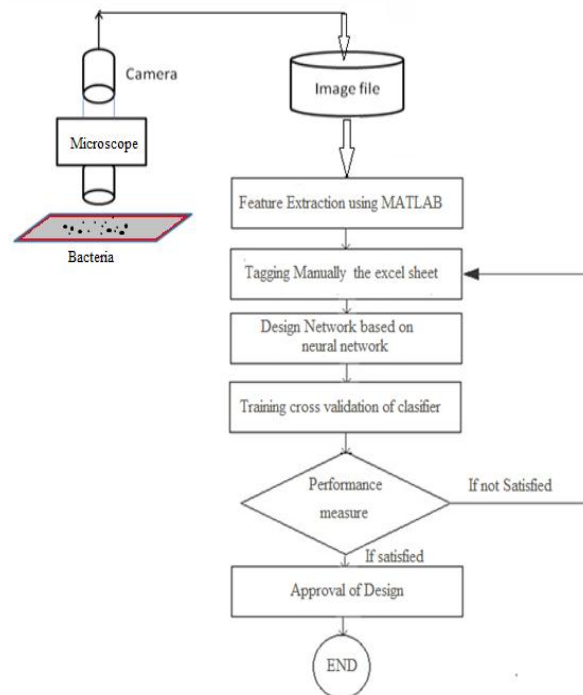 Camera
Image file
Microscope
Bacteria
Feature Extraction using MATLAB
Tagging Manually the excel sheet
Design Network based on
neural network
Training cross validation of clasifier
Performance
measure
If not Satisfied
If satisfied
Approval of Design
END